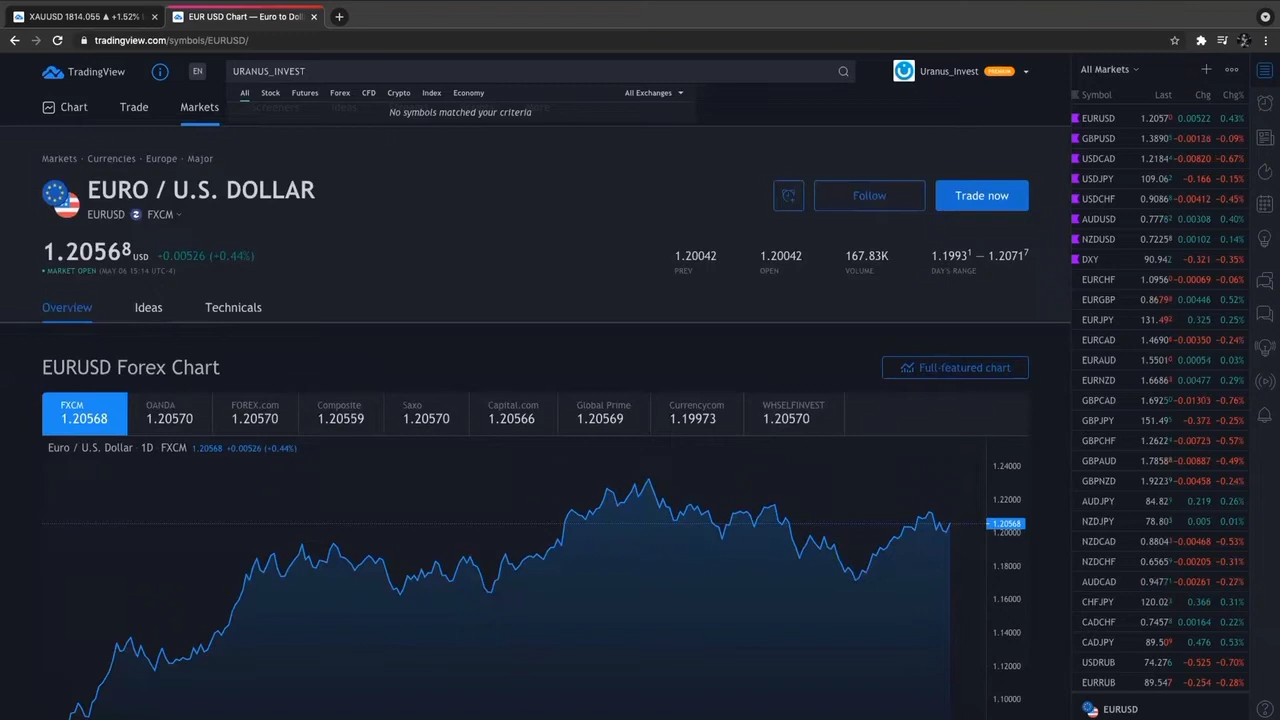 XAUUSD 1814.055 ▲ +1.52%
EUR USD Chart — Euro to Doll
tradingview.com/symbols/EURUSD/
TradingView
EN
URANUS_INVEST
Uranus_Invest PREMIUM
All Stock Futures Forex CFD Crypto Index Economy All Exchanges
No symbols matched your criteria
Chart Trade Markets
Markets · Currencies · Europe · Major
EURO / U.S. DOLLAR
EURUSD FXCM
Follow
Trade now
1.20568 USD +0.00526 (+0.44%)
MARKET OPEN (MAY 06 15:14 UTC-4)
1.20042 1.20042 167.83K 1.19931 — 1.20717
PREV OPEN VOLUME DAY'S RANGE
Overview Ideas Technicals
EURUSD Forex Chart
Full-featured chart
FXCM OANDA FOREX.com Composite Saxo Capital.com Global Prime Currencycom WHSELFINVEST
1.20568 1.20570 1.20570 1.20559 1.20570 1.20566 1.20569 1.19973 1.20570
Euro / U.S. Dollar · 1D · FXCM 1.20568 +0.00526 (+0.44%)
1.24000
1.22000
1.20568
1.20000
1.18000
1.16000
1.14000
1.12000
1.10000
All Markets
Symbol Last Chg Chg%
EURUSD 1.20570 0.00522 0.43%
GBPUSD 1.3890 -0.00126 -0.09%
USDCAD 1.2184 -0.00820 -0.67%
USDJPY 109.062 -0.166 -0.15%
USDCHF 0.9086 -0.00412 -0.45%
AUDUSD 0.77782 0.00308 0.40%
NZDUSD 0.72258 0.00102 0.14%
DXY 90.942 -0.321 -0.35%
EURCHF 1.0956 -0.00069 -0.06%
EURGBP 0.86798 0.00446 0.52%
EURJPY 131.492 0.325 0.25%
EURCAD 1.4690 -0.00350 -0.24%
EURAUD 1.55010 0.00054 0.03%
EURNZD 1.66863 0.00477 0.29%
GBPCAD 1.6925 -0.01303 -0.76%
GBPJPY 151.495 -0.372 -0.25%
GBPCHF 1.2622 -0.00723 -0.57%
GBPAUD 1.7858 -0.00887 -0.49%
GBPNZD 1.9223 -0.00458 -0.24%
AUDJPY 84.823 0.219 0.26%
NZDJPY 78.805 0.005 0.01%
NZDCAD 0.8804 -0.00468 -0.53%
NZDCHF 0.6565 -0.00205 -0.31%
AUDCAD 0.9477 -0.00261 -0.27%
CHFJPY 120.023 0.366 0.31%
CADCHF 0.74578 0.00164 0.22%
CADJPY 89.509 0.476 0.53%
USDRUB 74.276 -0.525 -0.70%
EURRUB 89.547 -0.254 -0.28%
EURUSD